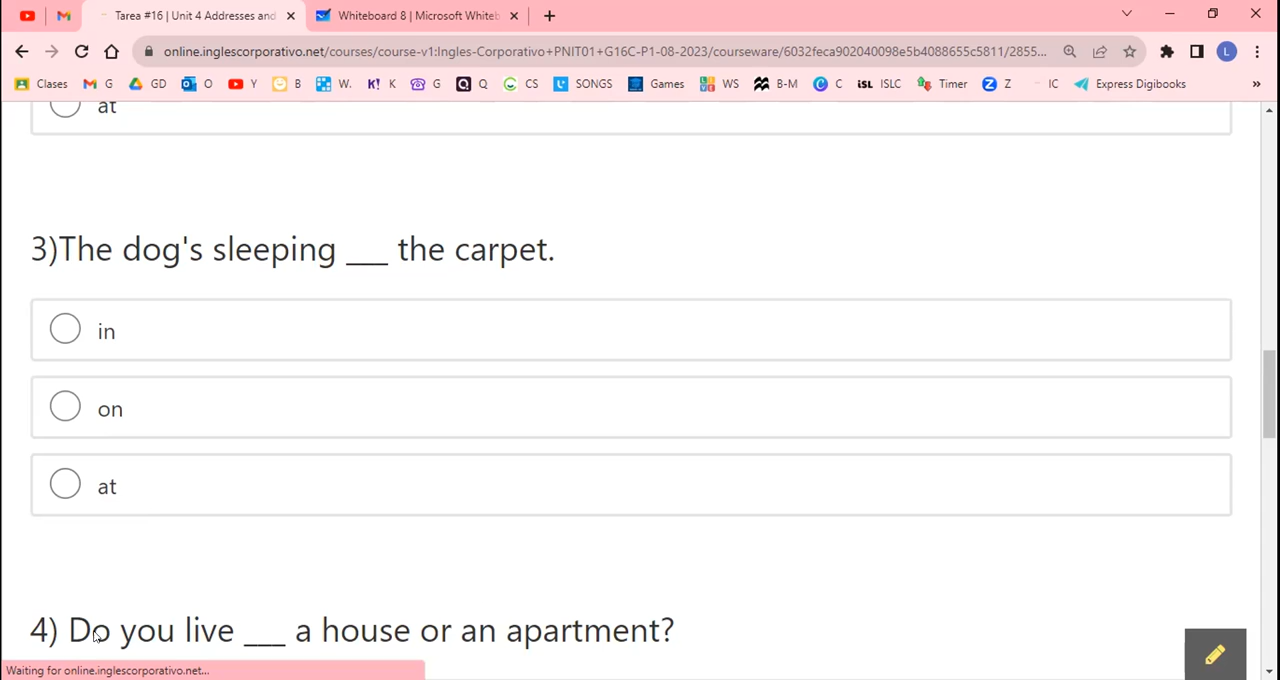 Tarea #16 | Unit 4 Addresses and
Whiteboard 8 | Microsoft Whiteb
online.inglescorporativo.net/courses/course-v1:Ingles-Corporativo+PNIT01+G16C-P1-08-2023/courseware/6032feca902040098e5b4088655c5811/2855...
L
Clases G GD O Y B W. K! K G Q Q CS SONGS Games WS B-M C C iSL ISLC Timer Z Z IC Express Digibooks »
at
3)The dog's sleeping ___ the carpet.
in
on
at
4) Do you live ___ a house or an apartment?
Waiting for online.inglescorporativo.net...